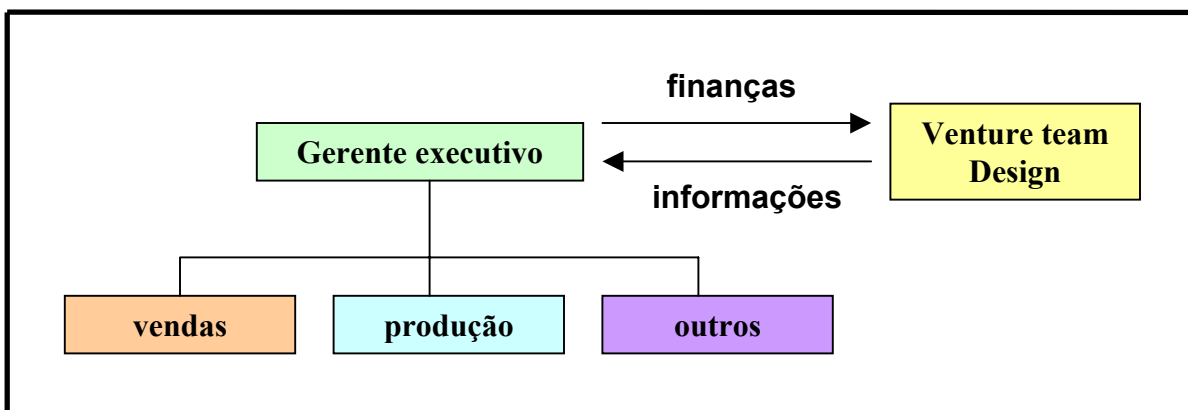 finanças
Gerente executivo
Venture team
Design
informações
vendas
produção
outros